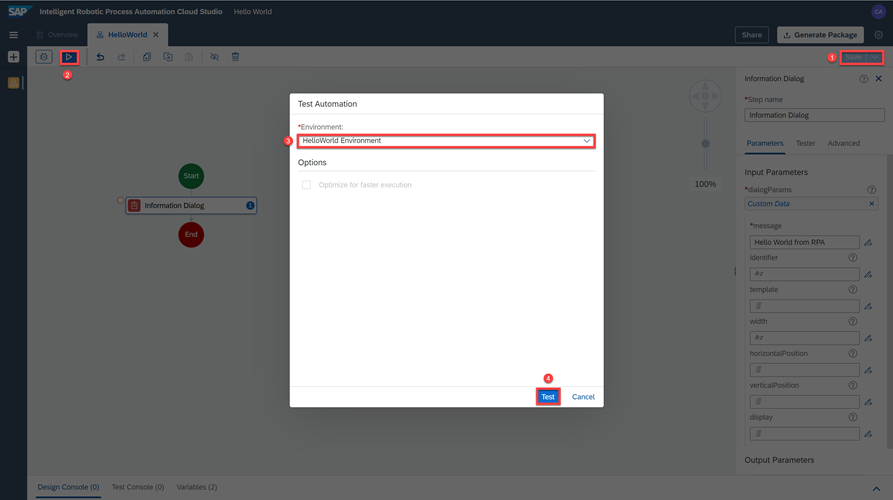 SAP Intelligent Robotic Process Automation Cloud Studio Hello World CA
Overview HelloWorld Share Generate Package
2
1 Save
Start
Information Dialog 1
End
Test Automation
*Environment:
3 HelloWorld Environment
Options
Optimize for faster execution
4
Test Cancel
100%
Information Dialog
*Step name
Information Dialog
Parameters Tester Advanced
Input Parameters
*dialogParams
Custom Data
*message
Hello World from RPA
identifier
template
width
horizontalPosition
verticalPosition
display
Output Parameters
Design Console (0) Test Console (0) Variables (2)